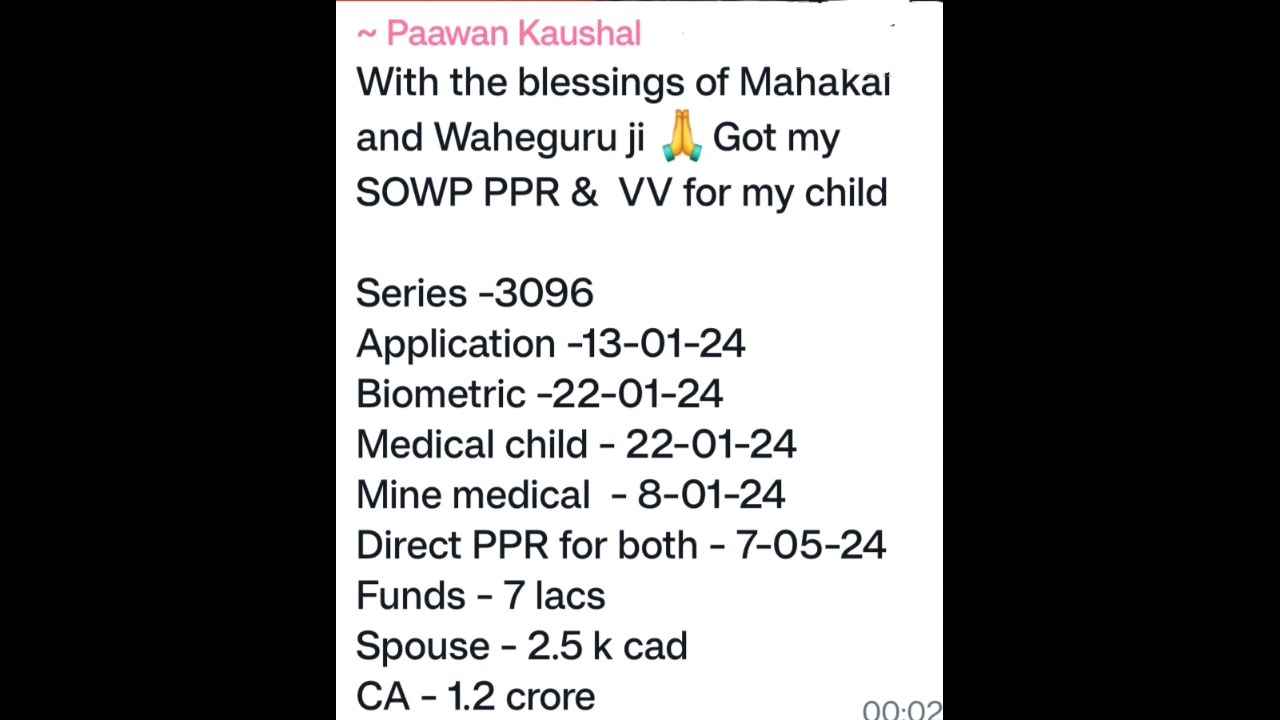 ~ Paawan Kaushal
With the blessings of Mahakal
and Waheguru ji 🙏 Got my
SOWP PPR & VV for my child
Series -3096
Application -13-01-24
Biometric -22-01-24
Medical child - 22-01-24
Mine medical - 8-01-24
Direct PPR for both - 7-05-24
Funds - 7 lacs
Spouse - 2.5 k cad
CA - 1.2 crore
00:02